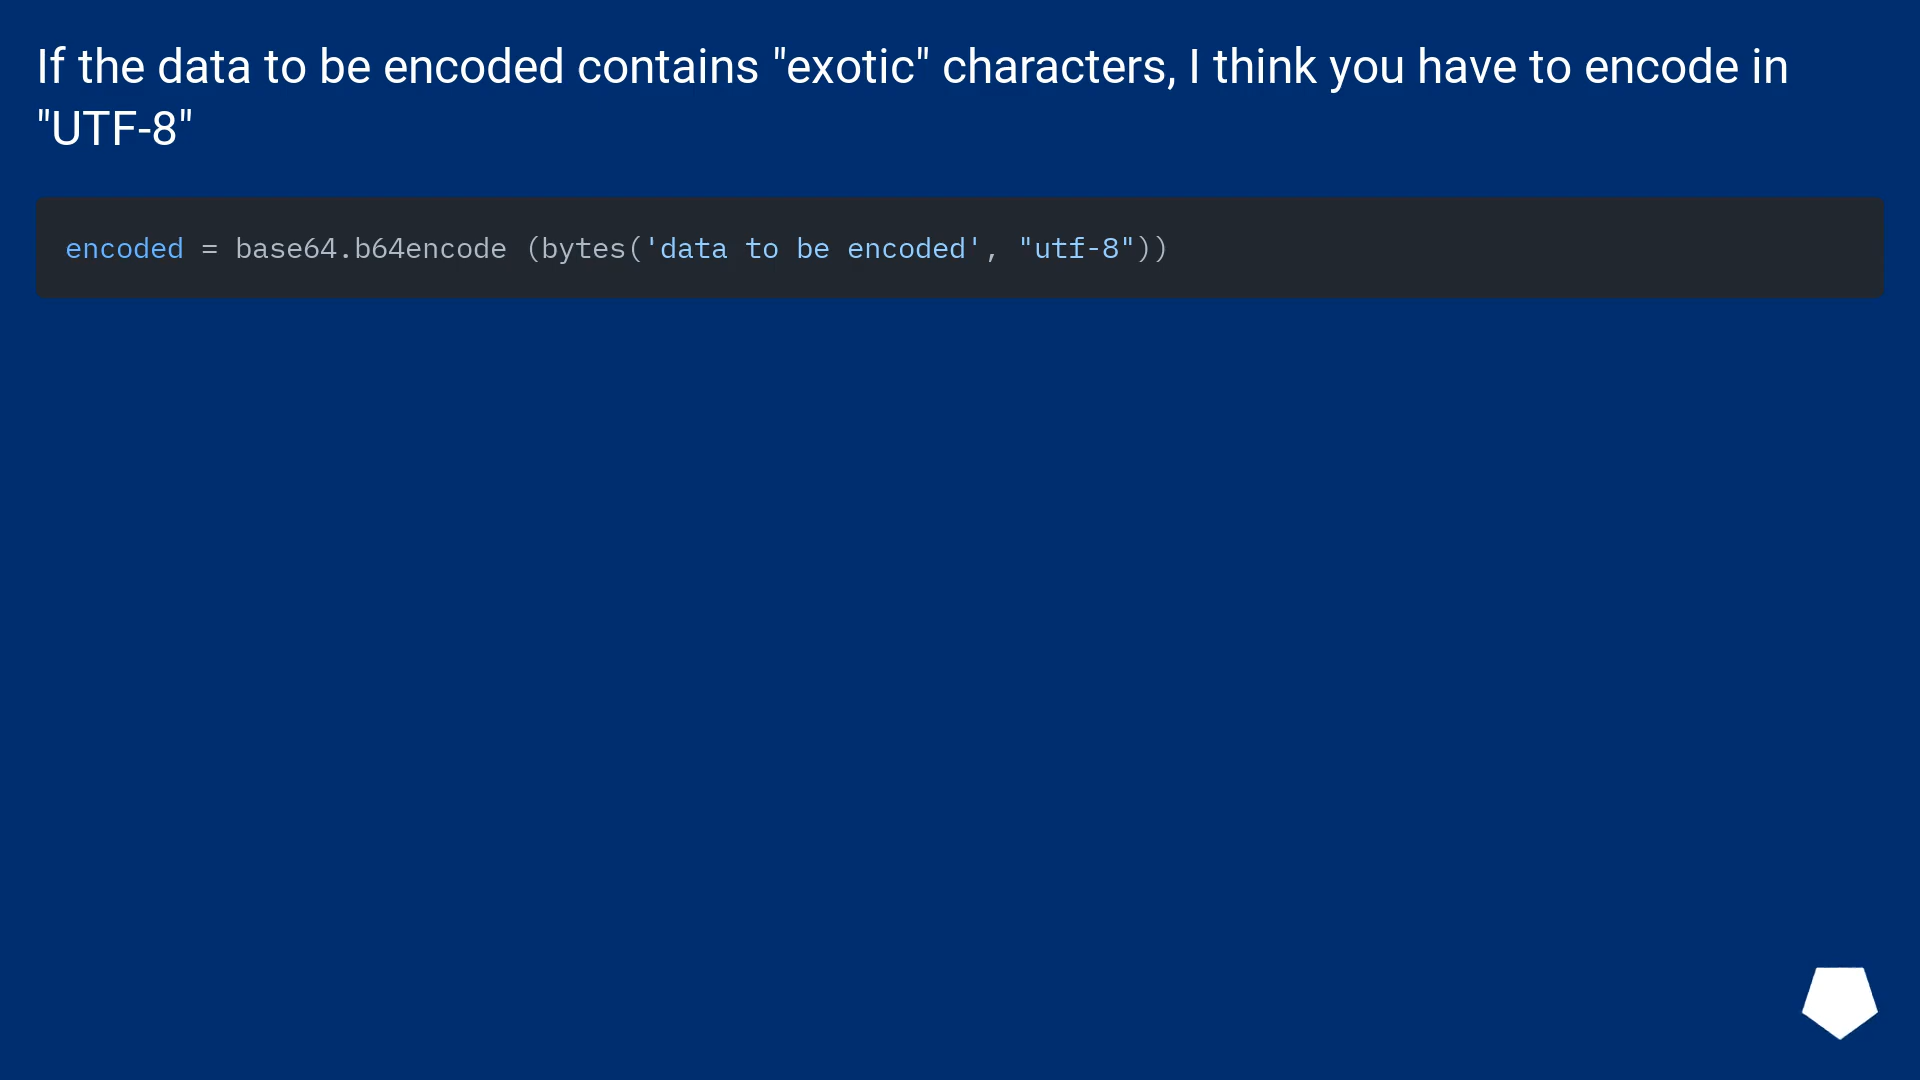 If the data to be encoded contains "exotic" characters, I think you have to encode in
"UTF-8"
encoded = base64.b64encode (bytes('data to be encoded', "utf-8"))